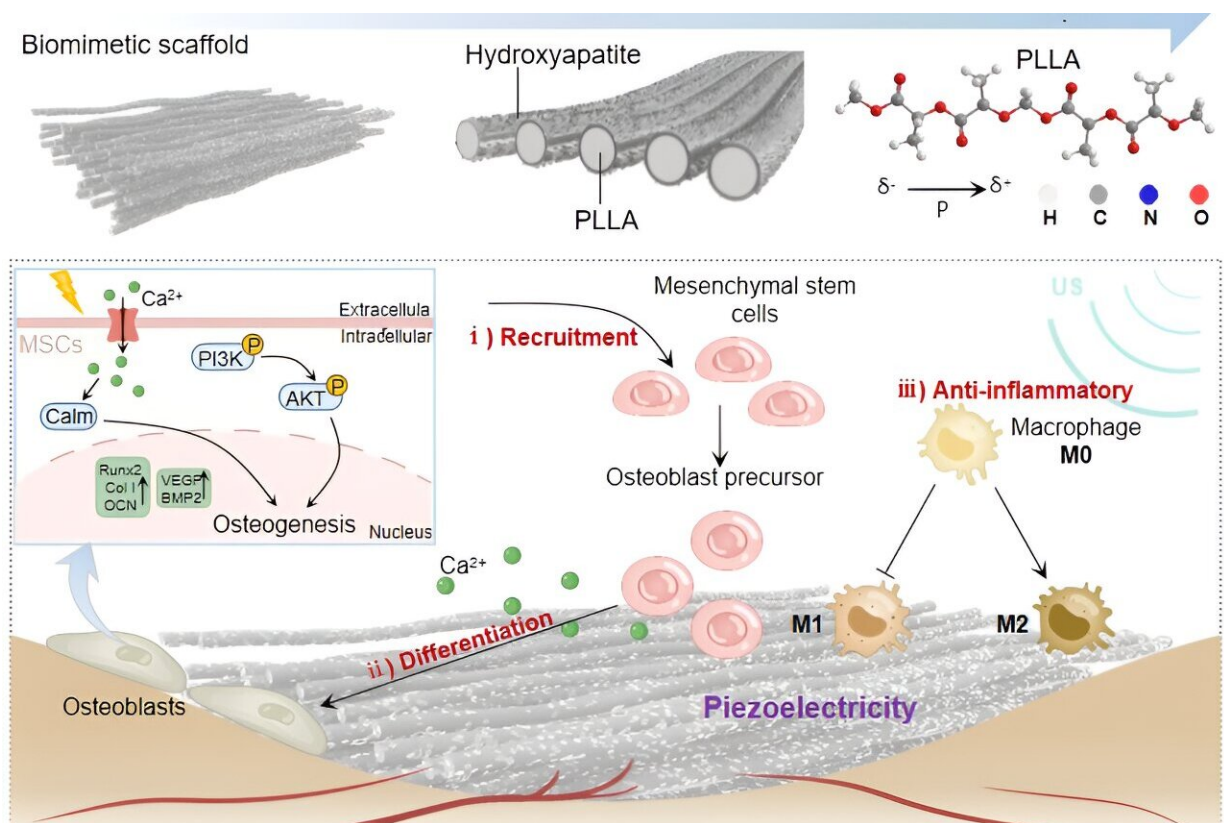 Biomimetic scaffold
Hydroxyapatite
PLLA
PLLA
δ- P δ+
H C N O
Ca²⁺
Extracellula
Intracellular
MSCs
PI3K P
AKT P
Calm
Runx2
Col I
OCN
VEGF
BMP2
Osteogenesis
Nucleus
i ) Recruitment
Mesenchymal stem
cells
US
iii) Anti-inflammatory
Macrophage
M0
Osteoblast precursor
Ca²⁺
M1
M2
ii ) Differentiation
Osteoblasts
Piezoelectricity